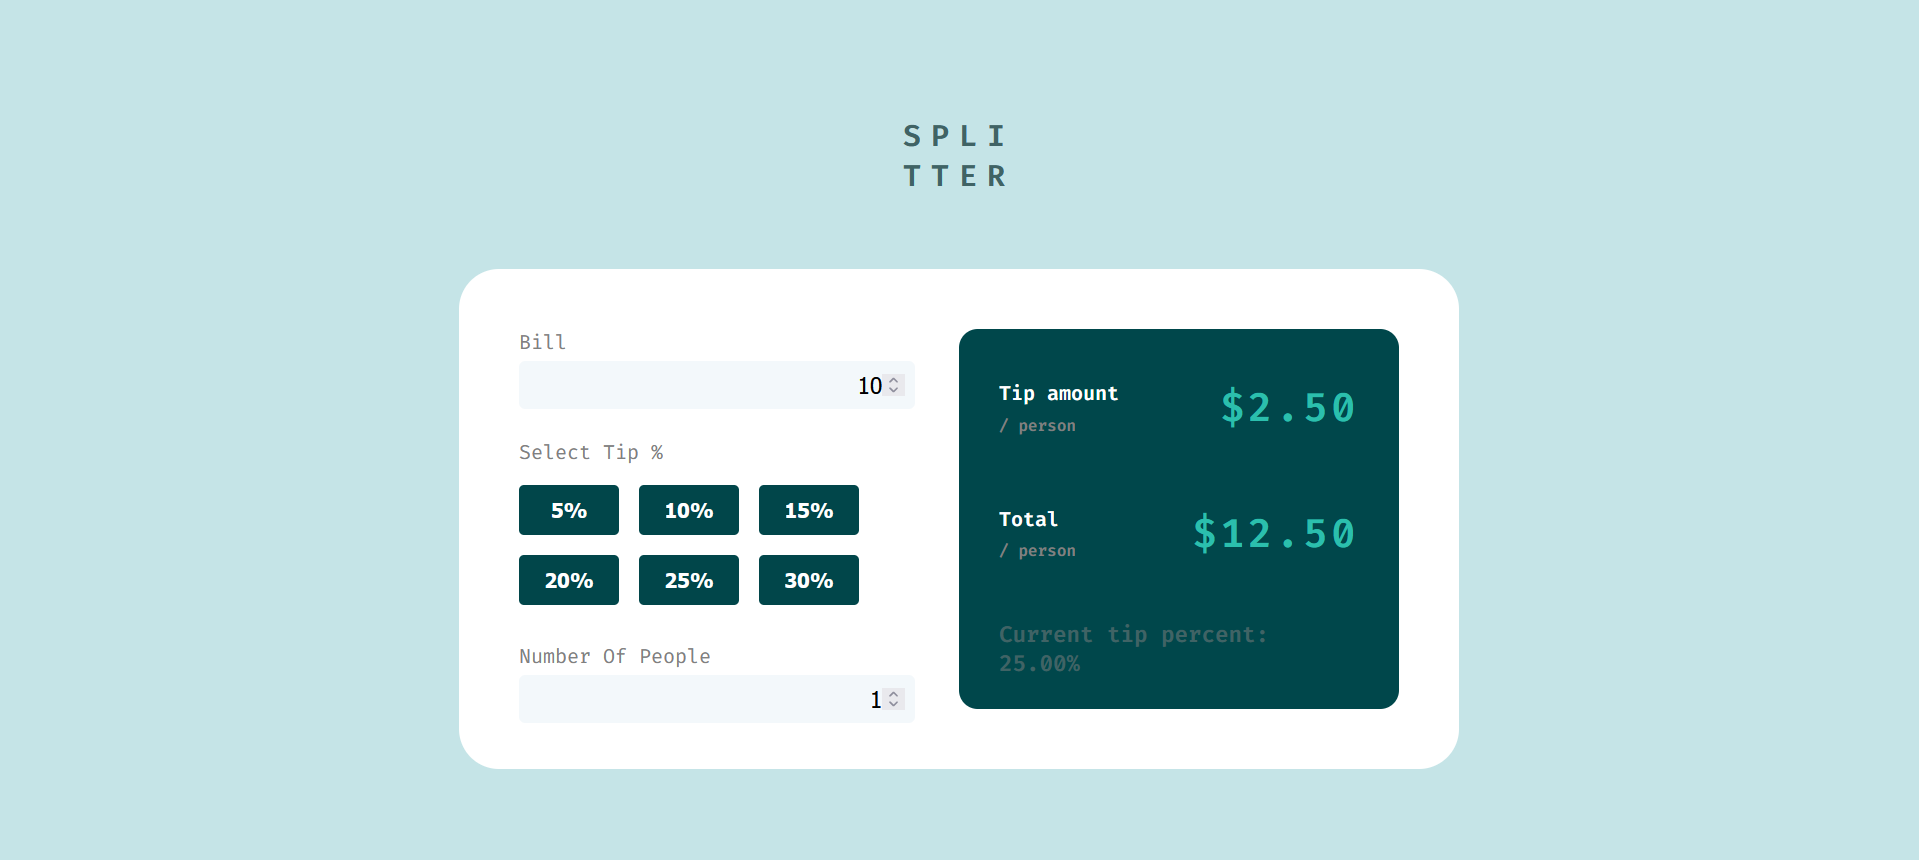 SPLI
TTER
Bill
10
Select Tip %
5% 10% 15%
20% 25% 30%
Number Of People
1
Tip amount
/ person
$2.50
Total
/ person
$12.50
Current tip percent:
25.00%